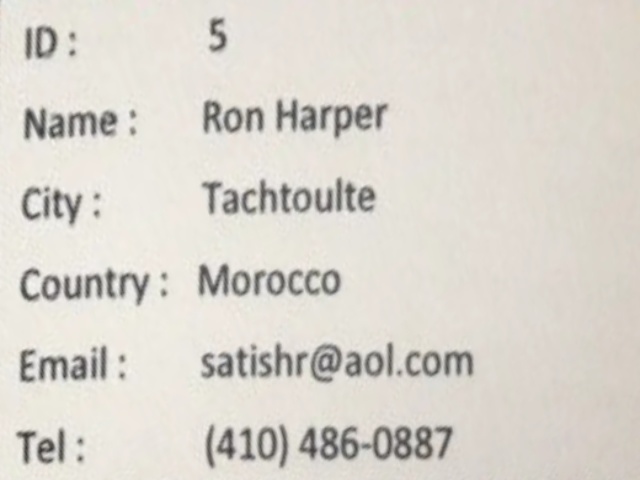 ID : 5
Name : Ron Harper
City : Tachtoulte
Country : Morocco
Email : satishr@aol.com
Tel : (410) 486-0887